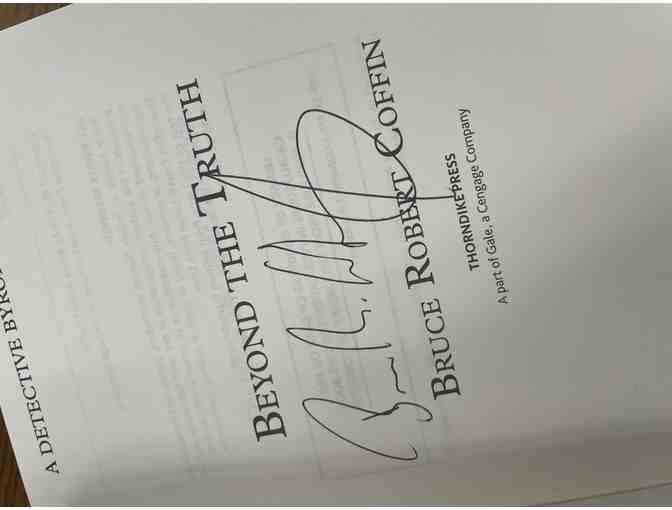 A DETECTIVE BYRO
BEYOND THE TRUTH
BRUCE ROBERT COFFIN
THORNDIKE PRESS
A part of Gale, a Cengage Company